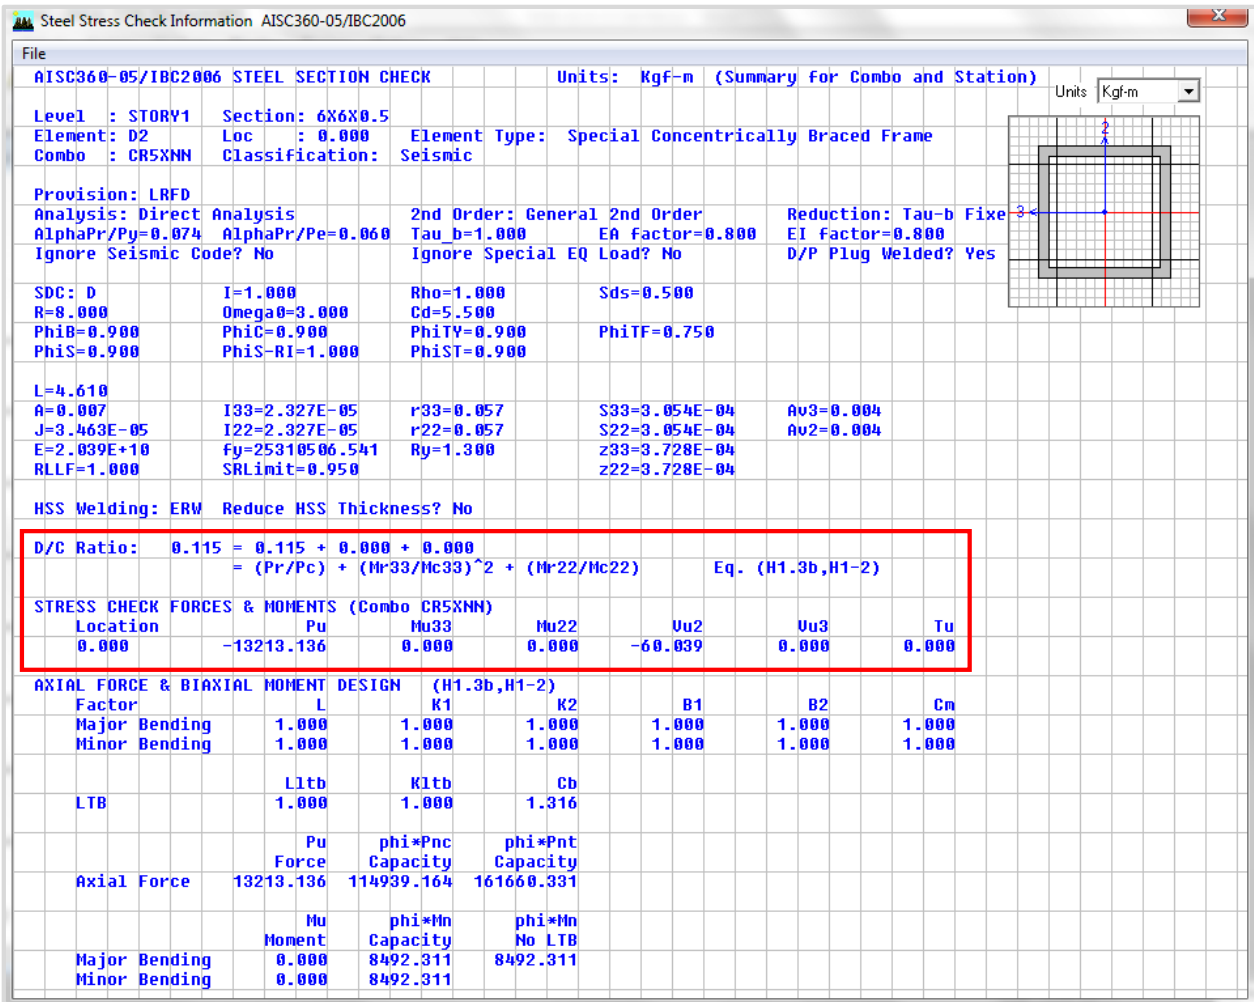 Steel Stress Check Information AISC360-05/IBC2006
File
AISC360-05/IBC2006 STEEL SECTION CHECK Units: Kgf-m (Summary for Combo and Station)
Units Kgf-m
Level : STORY1 Section: 6X6X0.5
Element: D2 Loc : 0.000 Element Type: Special Concentrically Braced Frame
Combo : CR5XNN Classification: Seismic
2
3
Provision: LRFD
Analysis: Direct Analysis 2nd Order: General 2nd Order Reduction: Tau-b Fixe
AlphaPr/Py=0.074 AlphaPr/Pe=0.060 Tau_b=1.000 EA factor=0.800 EI factor=0.800
Ignore Seismic Code? No Ignore Special EQ Load? No D/P Plug Welded? Yes
SDC: D I=1.000 Rho=1.000 Sds=0.500
R=8.000 Omega0=3.000 Cd=5.500
PhiB=0.900 PhiC=0.900 PhiTY=0.900 PhiTF=0.750
PhiS=0.900 PhiS-RI=1.000 PhiST=0.900
L=4.610
A=0.007 I33=2.327E-05 r33=0.057 S33=3.054E-04 Av3=0.004
J=3.463E-05 I22=2.327E-05 r22=0.057 S22=3.054E-04 Av2=0.004
E=2.039E+10 fy=25310506.541 Ry=1.300 z33=3.728E-04
RLLF=1.000 SRLimit=0.950 z22=3.728E-04
HSS Welding: ERW Reduce HSS Thickness? No
D/C Ratio: 0.115 = 0.115 + 0.000 + 0.000
= (Pr/Pc) + (Mr33/Mc33)^2 + (Mr22/Mc22) Eq. (H1.3b,H1-2)
STRESS CHECK FORCES & MOMENTS (Combo CR5XNN)
Location Pu Mu33 Mu22 Vu2 Vu3 Tu
0.000 -13213.136 0.000 0.000 -60.039 0.000 0.000
AXIAL FORCE & BIAXIAL MOMENT DESIGN (H1.3b,H1-2)
Factor L K1 K2 B1 B2 Cm
Major Bending 1.000 1.000 1.000 1.000 1.000 1.000
Minor Bending 1.000 1.000 1.000 1.000 1.000 1.000
Lltb Kltb Cb
LTB 1.000 1.000 1.316
Pu phi*Pnc phi*Pnt
Force Capacity Capacity
Axial Force 13213.136 114939.164 161660.331
Mu phi*Mn phi*Mn
Moment Capacity No LTB
Major Bending 0.000 8492.311 8492.311
Minor Bending 0.000 8492.311